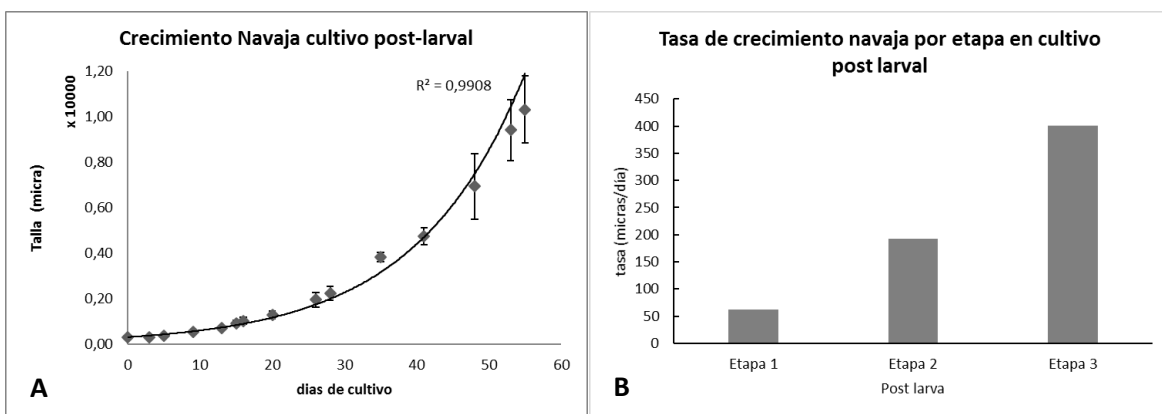 Crecimiento Navaja cultivo post-larval
R² = 0,9908
x 10000
Talla (micra)
1,20
1,00
0,80
0,60
0,40
0,20
0,00
0 10 20 30 40 50 60
dias de cultivo
A
Tasa de crecimiento navaja por etapa en cultivo
post larval
tasa (micras/día)
450
400
350
300
250
200
150
100
50
0
Etapa 1 Etapa 2 Etapa 3
Post larva
B